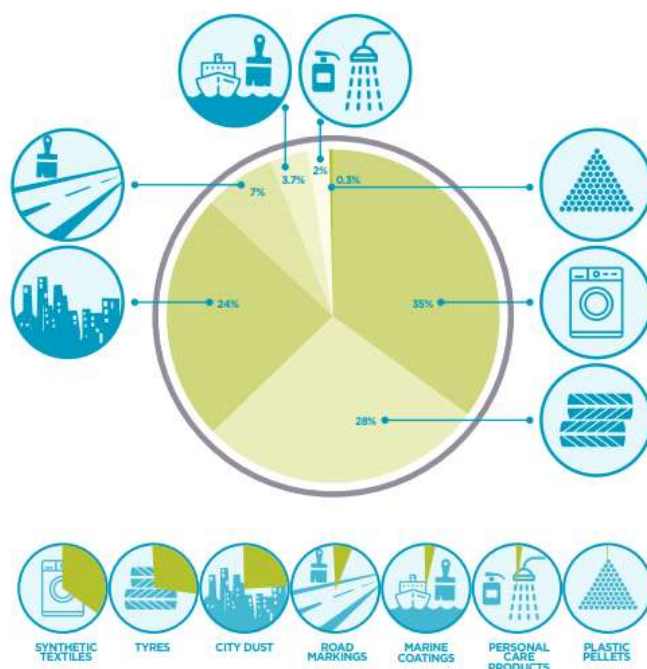 3.7%
2%
0.3%
7%
24%
35%
28%
SYNTHETIC
TEXTILES
TYRES
CITY DUST
ROAD
MARKINGS
MARINE
COATINGS
PERSONAL
CARE
PRODUCTS
PLASTIC
PELLETS